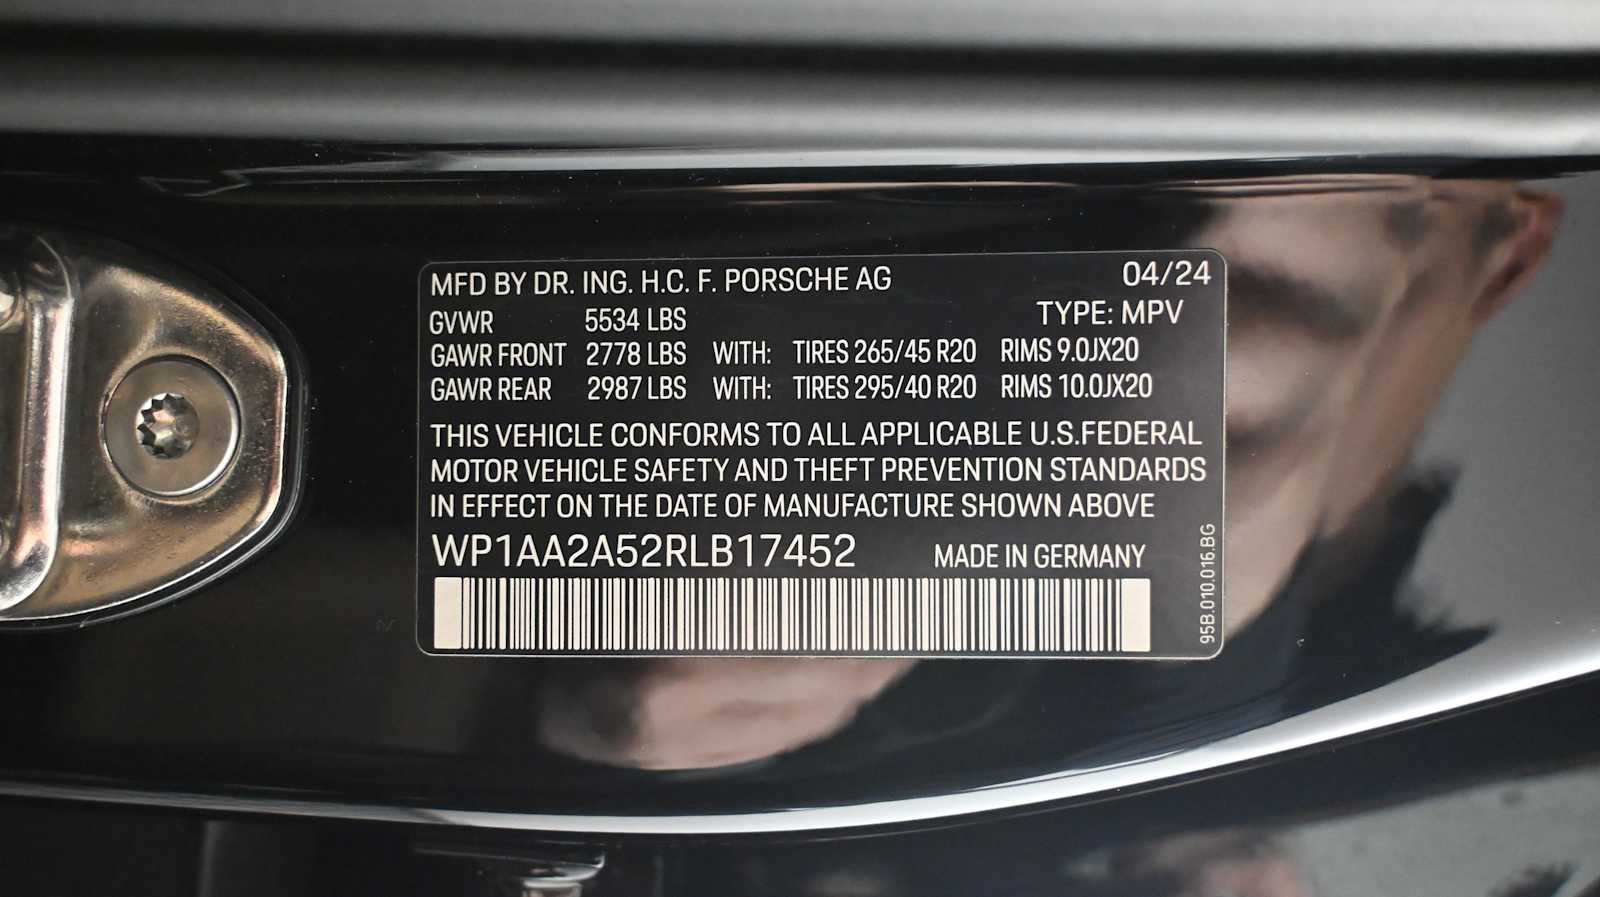 MFD BY DR. ING. H.C. F. PORSCHE AG 04/24
GVWR 5534 LBS TYPE: MPV
GAWR FRONT 2778 LBS WITH: TIRES 265/45 R20 RIMS 9.0JX20
GAWR REAR 2987 LBS WITH: TIRES 295/40 R20 RIMS 10.0JX20
THIS VEHICLE CONFORMS TO ALL APPLICABLE U.S.FEDERAL
MOTOR VEHICLE SAFETY AND THEFT PREVENTION STANDARDS
IN EFFECT ON THE DATE OF MANUFACTURE SHOWN ABOVE
WP1AA2A52RLB17452 MADE IN GERMANY
95B.010.016.BG